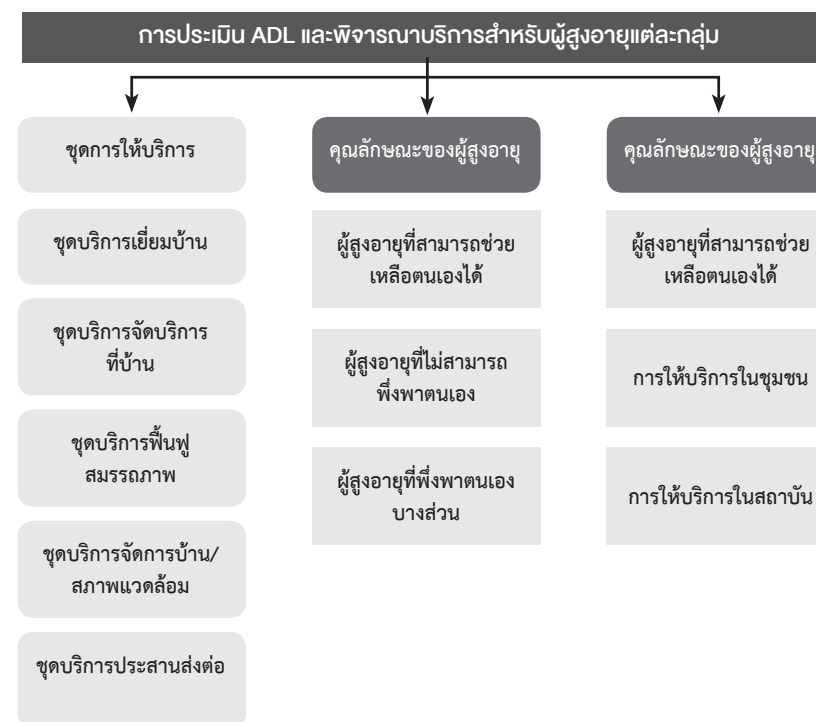 การประเมิน ADL และพิจารณาบริการสำหรับผู้สูงอายุแต่ละกลุ่ม
ชุดการให้บริการ
ชุดบริการเยี่ยมบ้าน
ชุดบริการจัดบริการ
ที่บ้าน
ชุดบริการฟื้นฟู
สมรรถภาพ
ชุดบริการจัดการบ้าน/
สภาพแวดล้อม
ชุดบริการประสานส่งต่อ
คุณลักษณะของผู้สูงอายุ
ผู้สูงอายุที่สามารถช่วย
เหลือตนเองได้
ผู้สูงอายุที่ไม่สามารถ
พึ่งพาตนเอง
ผู้สูงอายุที่พึ่งพาตนเอง
บางส่วน
คุณลักษณะของผู้สูงอายุ
ผู้สูงอายุที่สามารถช่วย
เหลือตนเองได้
การให้บริการในชุมชน
การให้บริการในสถาบัน